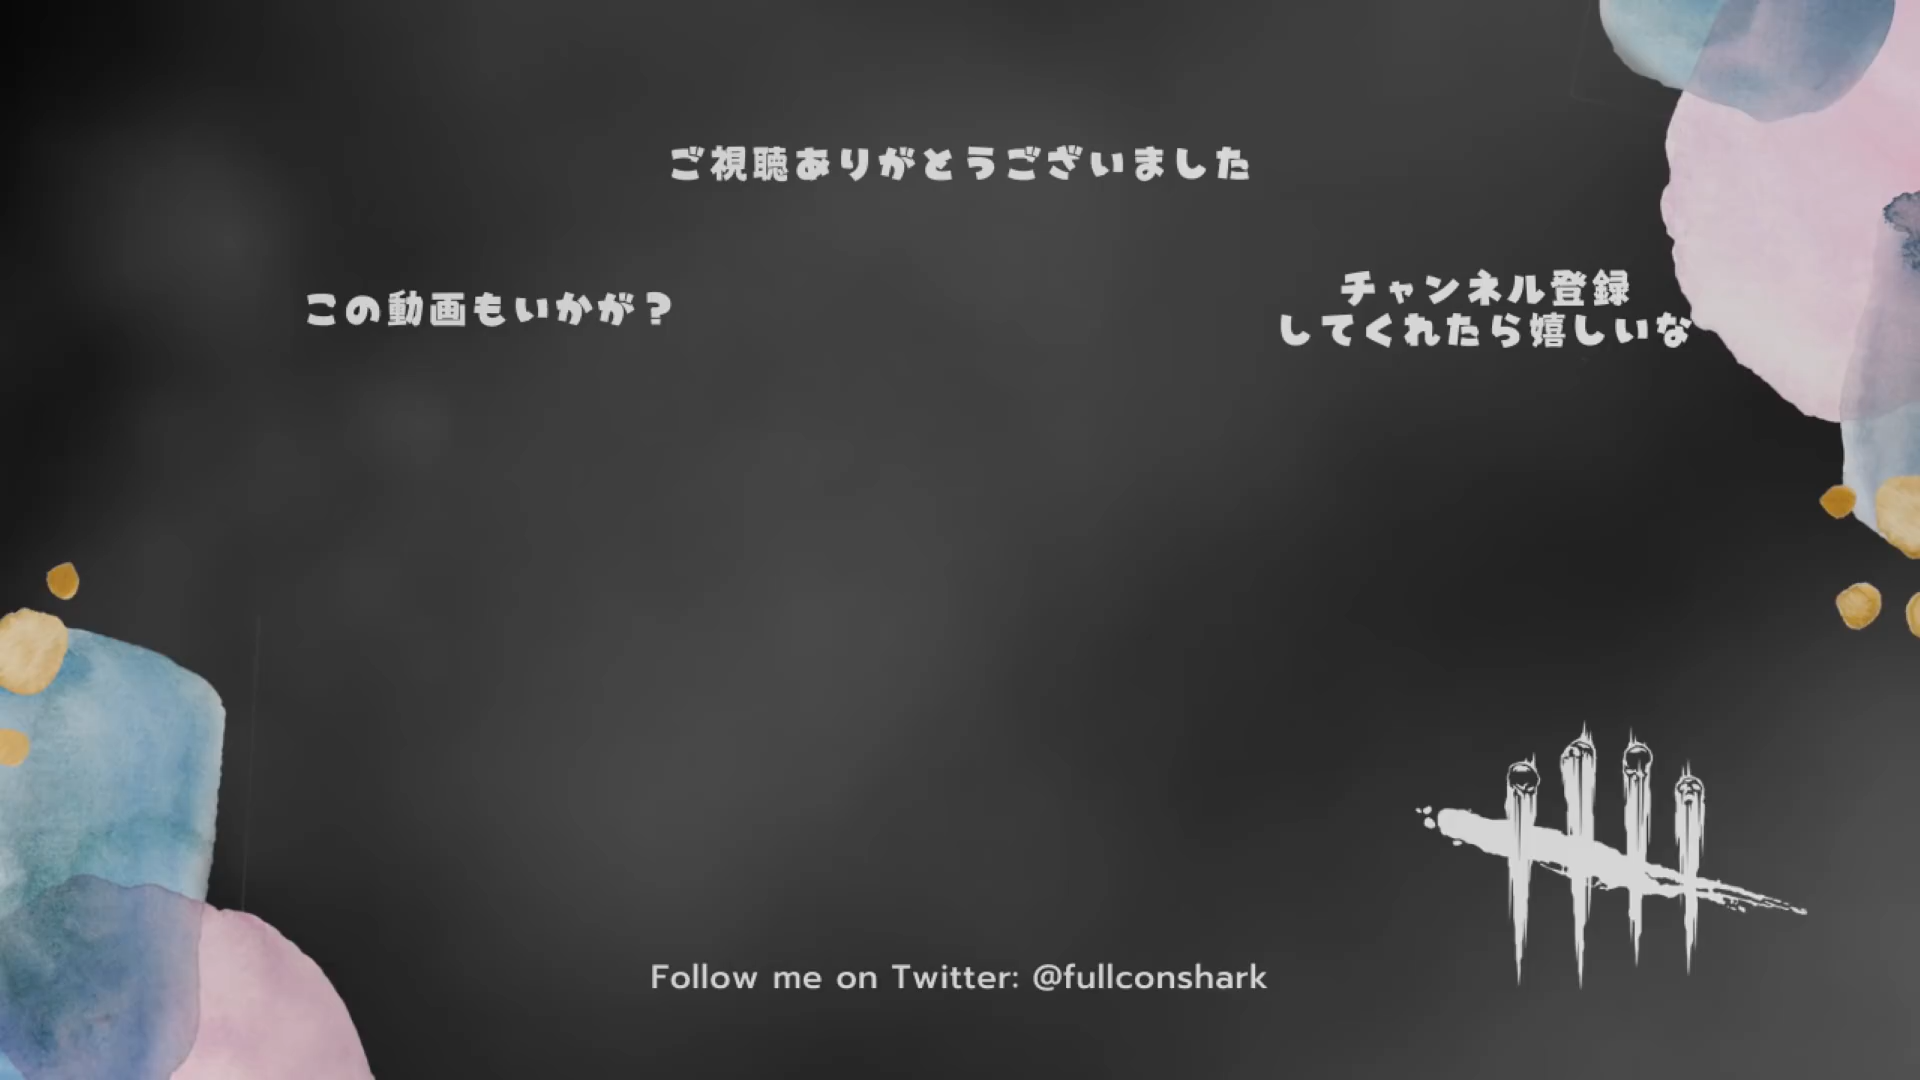 ご視聴ありがとうございました
この動画もいかが？
チャンネル登録
してくれたら嬉しいな
Follow me on Twitter: @fullconshark